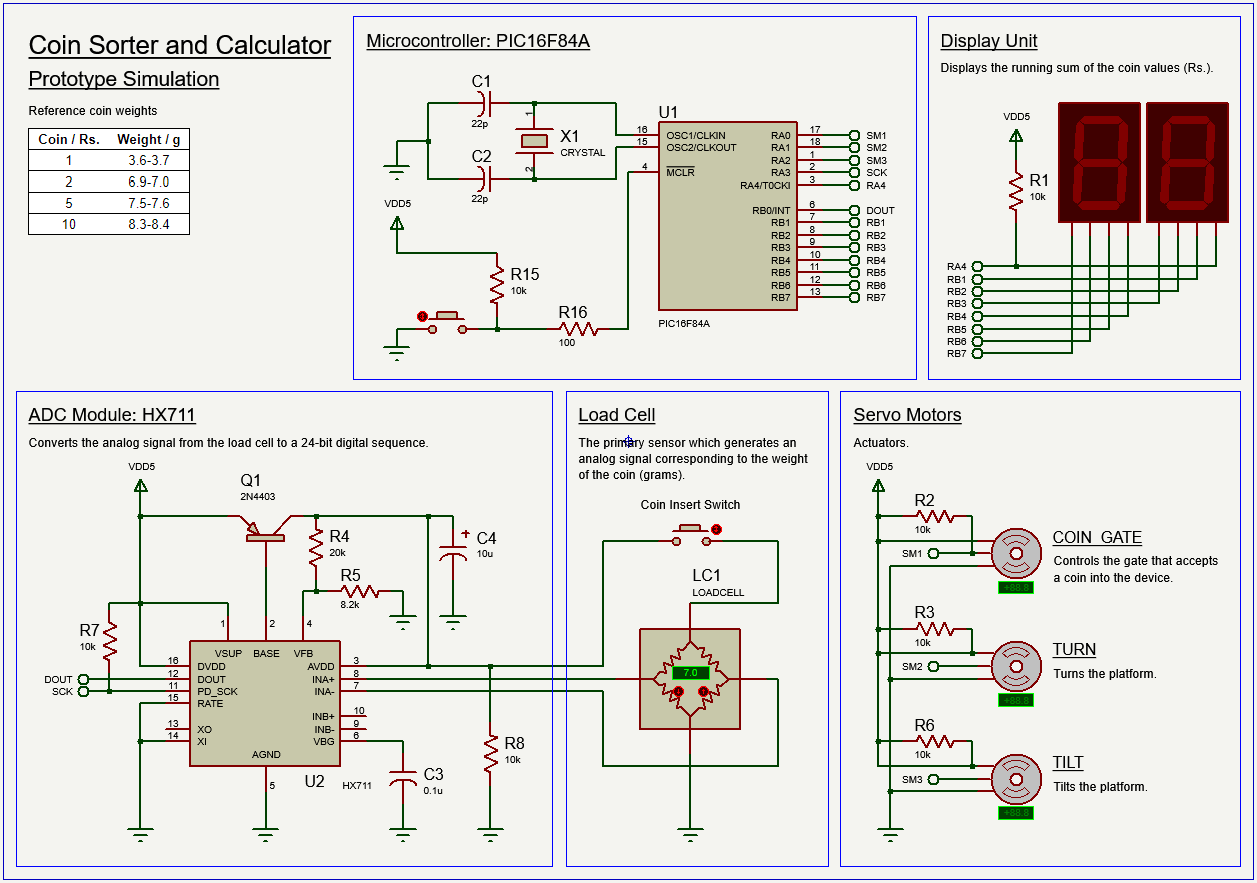 Coin Sorter and Calculator
Prototype Simulation
Reference coin weights
Coin / Rs. Weight / g
1 3.6-3.7
2 6.9-7.0
5 7.5-7.6
10 8.3-8.4
Microcontroller: PIC16F84A
C1
22p
C2
22p
1
X1
CRYSTAL
2
VDD5
R15
10k
R16
100
U1
16 OSC1/CLKIN
15 OSC2/CLKOUT
4 MCLR
RA0 17 SM1
RA1 18 SM2
RA2 1 SM3
RA3 2 SCK
RA4/T0CKI 3 RA4
RB0/INT 6 DOUT
RB1 7 RB1
RB2 8 RB2
RB3 9 RB3
RB4 10 RB4
RB5 11 RB5
RB6 12 RB6
RB7 13 RB7
PIC16F84A
Display Unit
Displays the running sum of the coin values (Rs.).
VDD5
R1
10k
RA4
RB1
RB2
RB3
RB4
RB5
RB6
RB7
ADC Module: HX711
Converts the analog signal from the load cell to a 24-bit digital sequence.
VDD5
Q1
2N4403
R4
20k
R5
8.2k
C4
10u
R7
10k
1 2 4
VSUP BASE VFB
DOUT
SCK
16 DVDD
12 DOUT
11 PD_SCK
15 RATE
13 XO
14 XI
AVDD 3
INA+ 8
INA- 7
INB+ 10
INB- 9
VBG 6
AGND
5
U2
HX711
C3
0.1u
R8
10k
Load Cell
The primary sensor which generates an
analog signal corresponding to the weight
of the coin (grams).
Coin Insert Switch
LC1
LOADCELL
7.0
Servo Motors
Actuators.
VDD5
R2
10k
SM1
COIN GATE
Controls the gate that accepts
a coin into the device.
R3
10k
SM2
TURN
Turns the platform.
R6
10k
SM3
TILT
Tilts the platform.